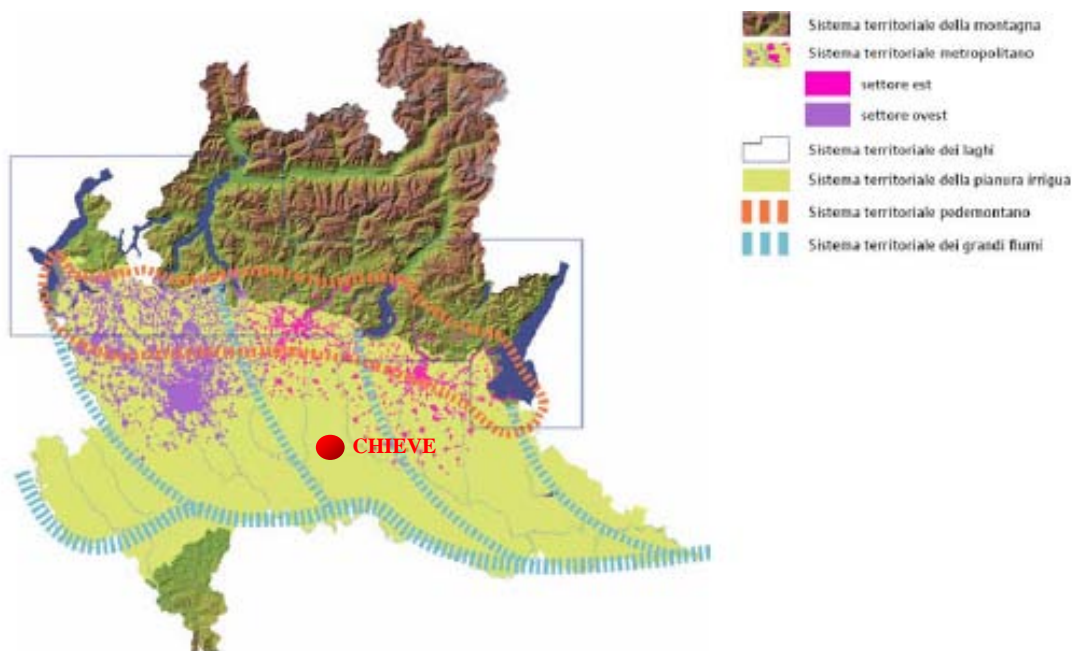 Sistema territoriale della montagna
Sistema territoriale metropolitano
settore est
settore ovest
Sistema territoriale dei laghi
Sistema territoriale della pianura irrigua
Sistema territoriale pedemontano
Sistema territoriale dei grandi fiumi
CHIEVE